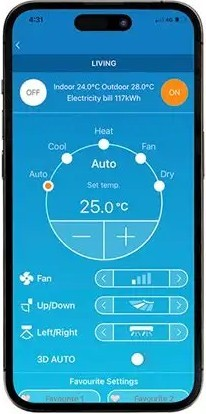 4:31
4G
LIVING
OFF
Indoor 24.0°C Outdoor 28.0°C
Electricity bill 117kWh
ON
Heat
Cool
Fan
Auto
Auto
Dry
Set temp.
25.0°C
Fan
Up/Down
Left/Right
3D AUTO
Favourite Settings
Favourite 1
Favourite 2